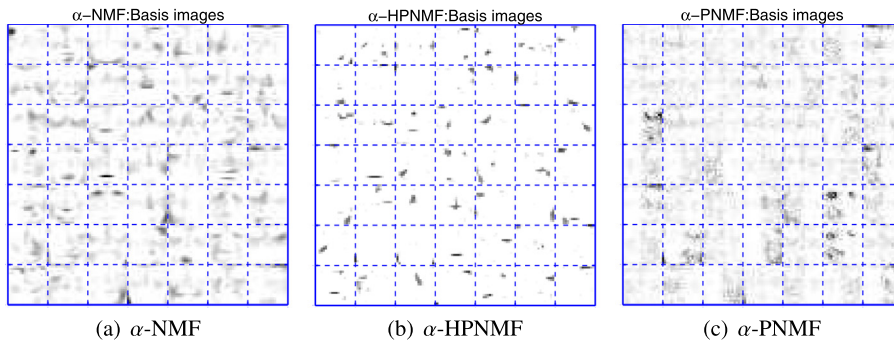 α–NMF:Basis images
α–HPNMF:Basis images
α–PNMF:Basis images
(a) α-NMF
(b) α-HPNMF
(c) α-PNMF